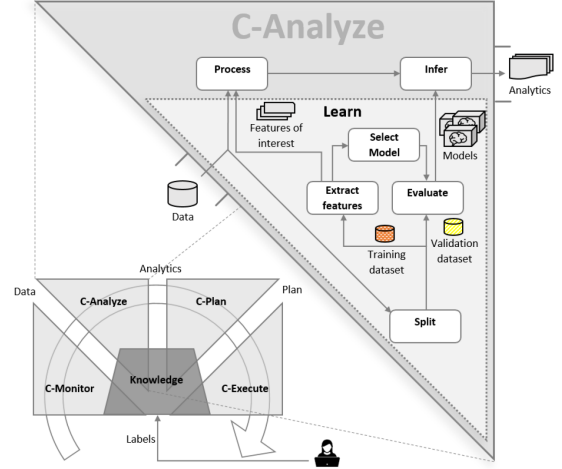 C-Analyze
Process
Infer
Analytics
Learn
Features of
interest
Select
Model
Models
Extract
features
Evaluate
Data
Training
dataset
Validation
dataset
Split
Analytics
Data
Plan
C-Analyze
C-Plan
Knowledge
C-Monitor
C-Execute
Labels